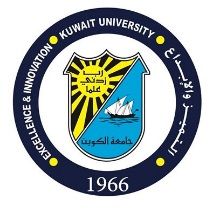 KUWAIT UNIVERSITY
EXCELLENCE & INNOVATION
التميز والإبداع
رب
زدني
علما
جامعة الكويت
1966